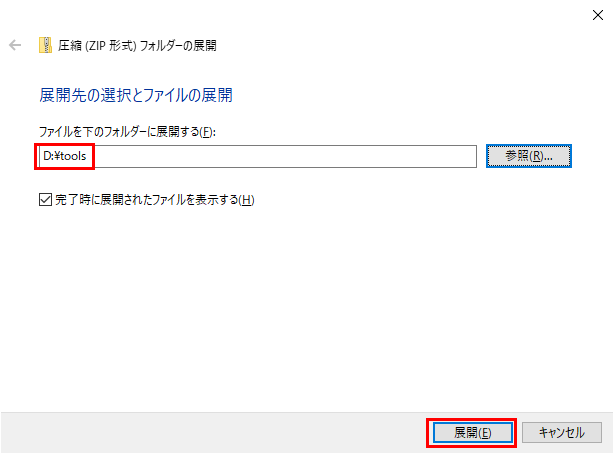 圧縮 (ZIP 形式) フォルダーの展開
展開先の選択とファイルの展開
ファイルを下のフォルダーに展開する(F):
D:¥tools
参照(R)...
完了時に展開されたファイルを表示する(H)
展開(E)
キャンセル